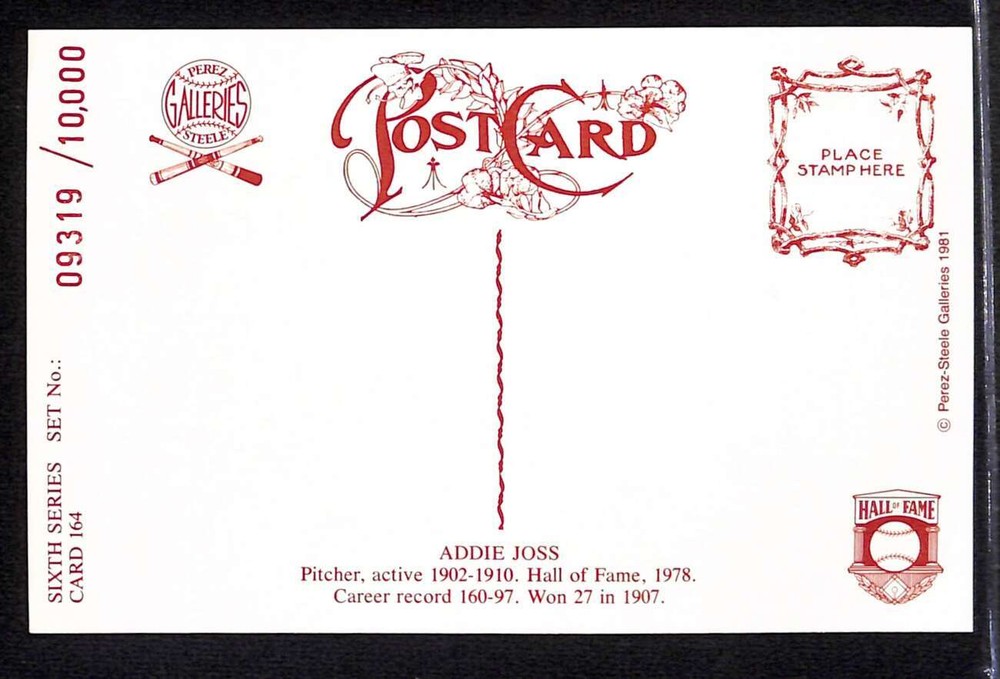 PEREZ
GALLERIES
STEELE
POSTCARD
PLACE
STAMP HERE
09319 /10,000
SIXTH SERIES SET No.:
CARD 164
© Perez-Steele Galleries 1981
HALL OF FAME
ADDIE JOSS
Pitcher, active 1902-1910. Hall of Fame, 1978.
Career record 160-97. Won 27 in 1907.